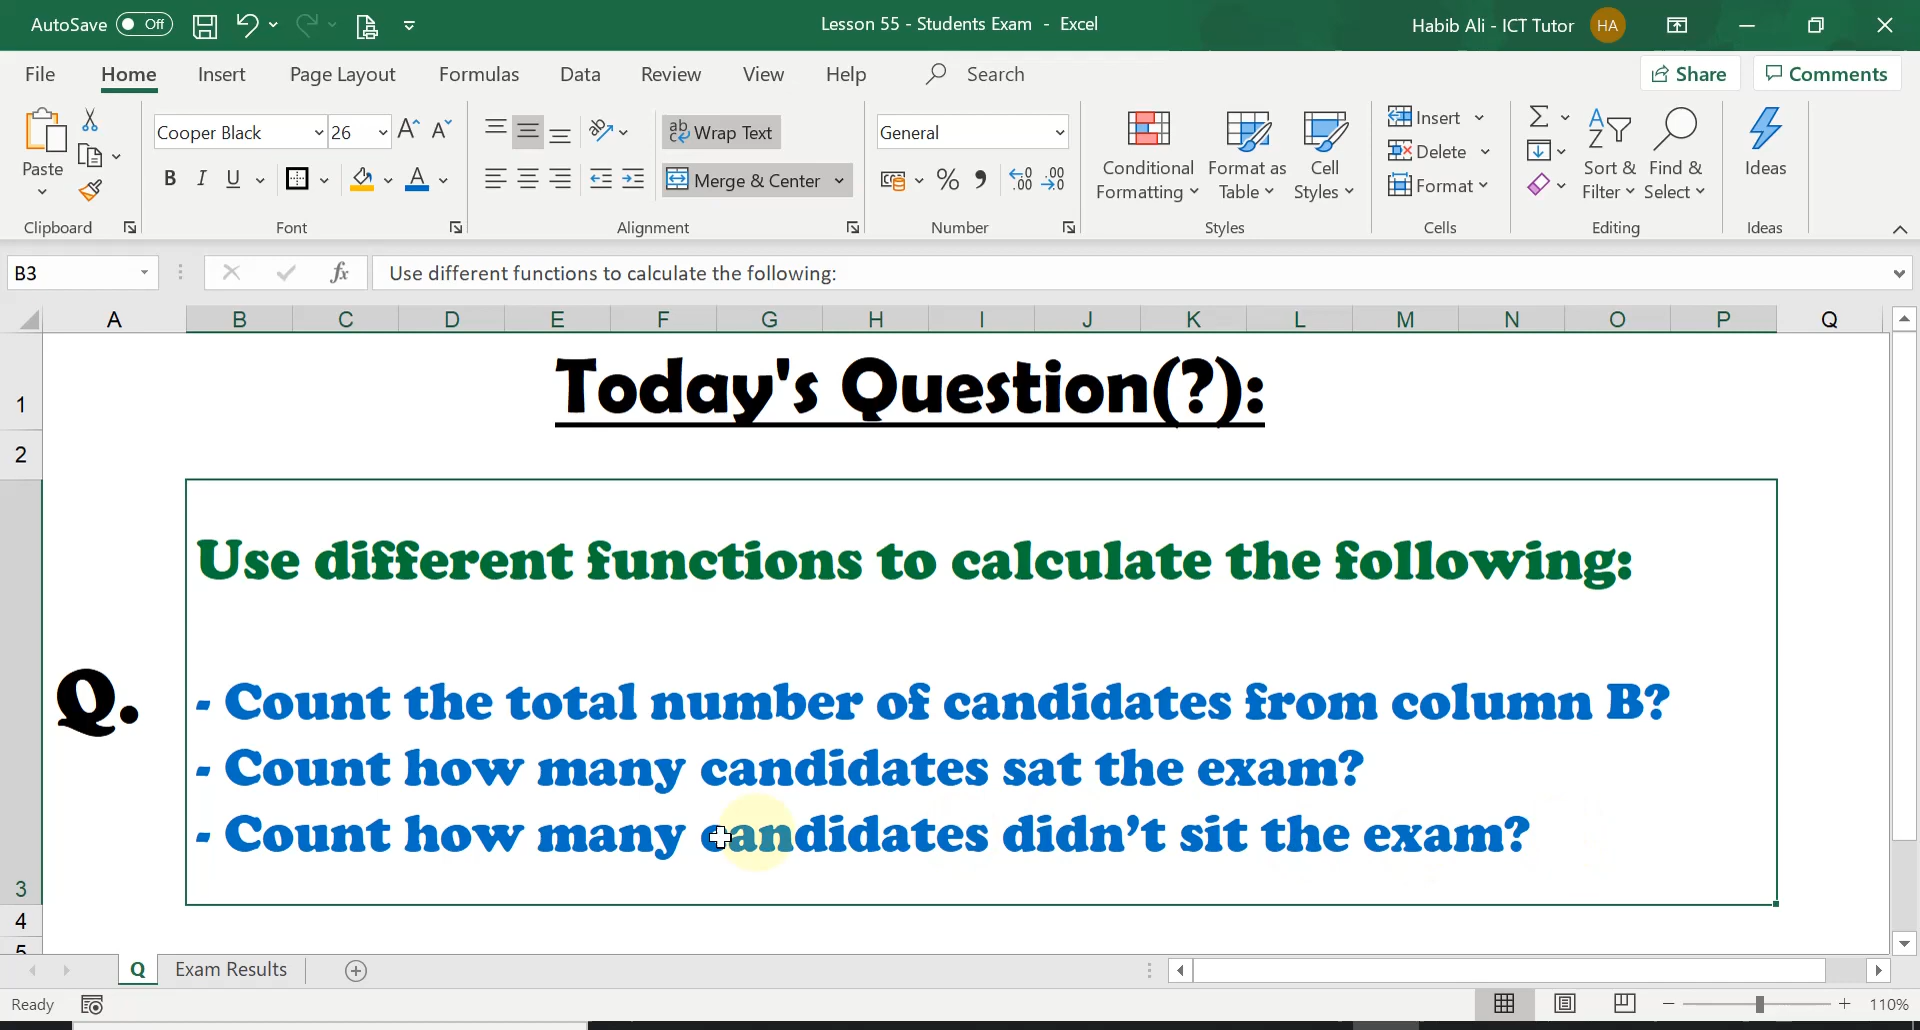 AutoSave Off Lesson 55 - Students Exam - Excel Habib Ali - ICT Tutor HA
File Home Insert Page Layout Formulas Data Review View Help Search Share Comments
Paste
Cooper Black 26
B I U A
Wrap Text
Merge & Center
General
Conditional Formatting
Format as Table
Cell Styles
Insert
Delete
Format
Sort & Filter
Find & Select
Ideas
Clipboard Font Alignment Number Styles Cells Editing Ideas
B3 fx Use different functions to calculate the following:
A B C D E F G H I J K L M N O P Q
1 Today's Question(?):
2
Use different functions to calculate the following:
Q.
- Count the total number of candidates from column B?
- Count how many candidates sat the exam?
- Count how many candidates didn’t sit the exam?
3
4
5
Q Exam Results
Ready 110%